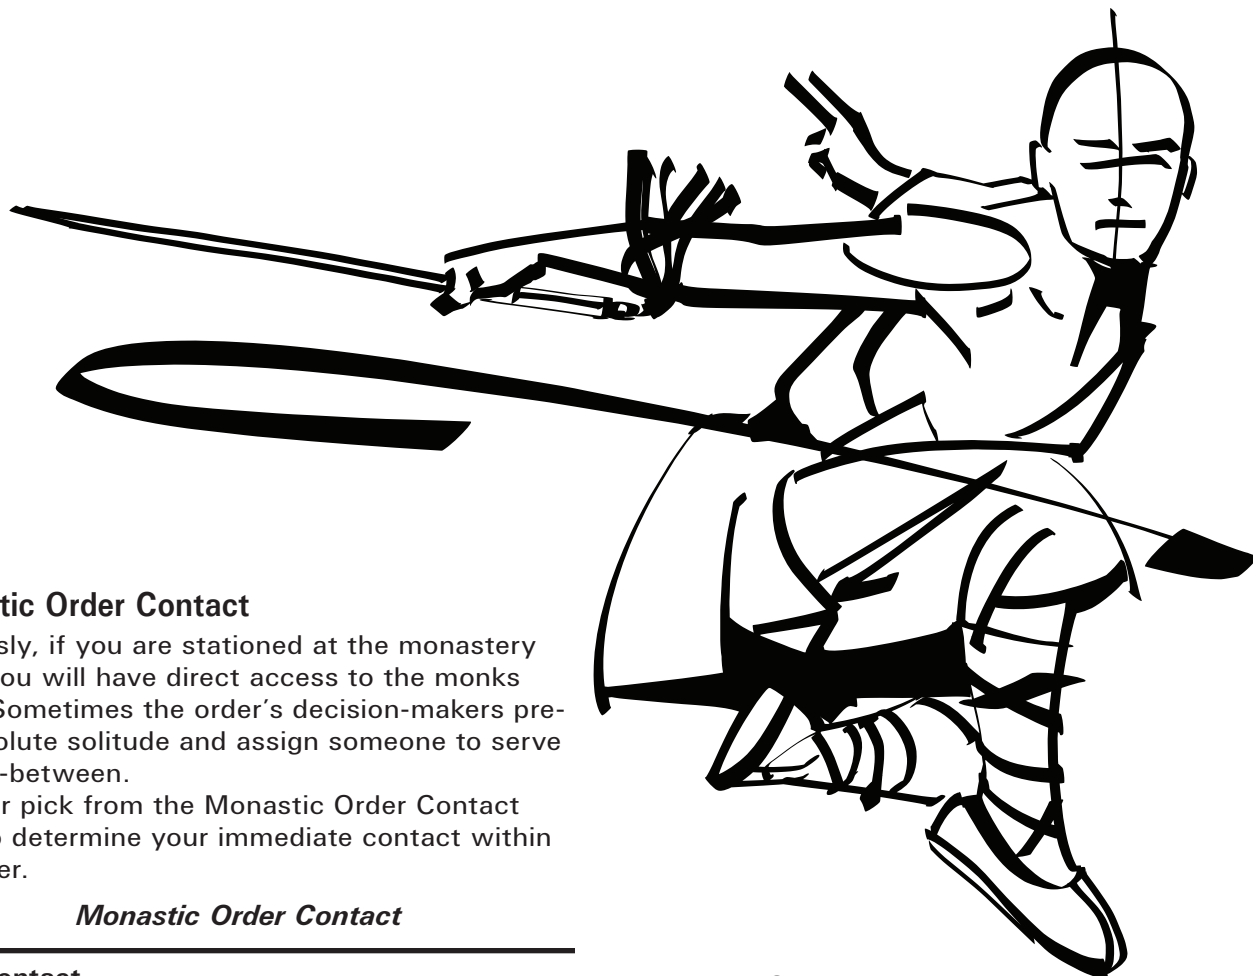 tic Order Contact
sly, if you are stationed at the monastery
ou will have direct access to the monks
Sometimes the order’s decision-makers pre-
olute solitude and assign someone to serve
-between.
r pick from the Monastic Order Contact
o determine your immediate contact within
er.
Monastic Order Contact
ontact